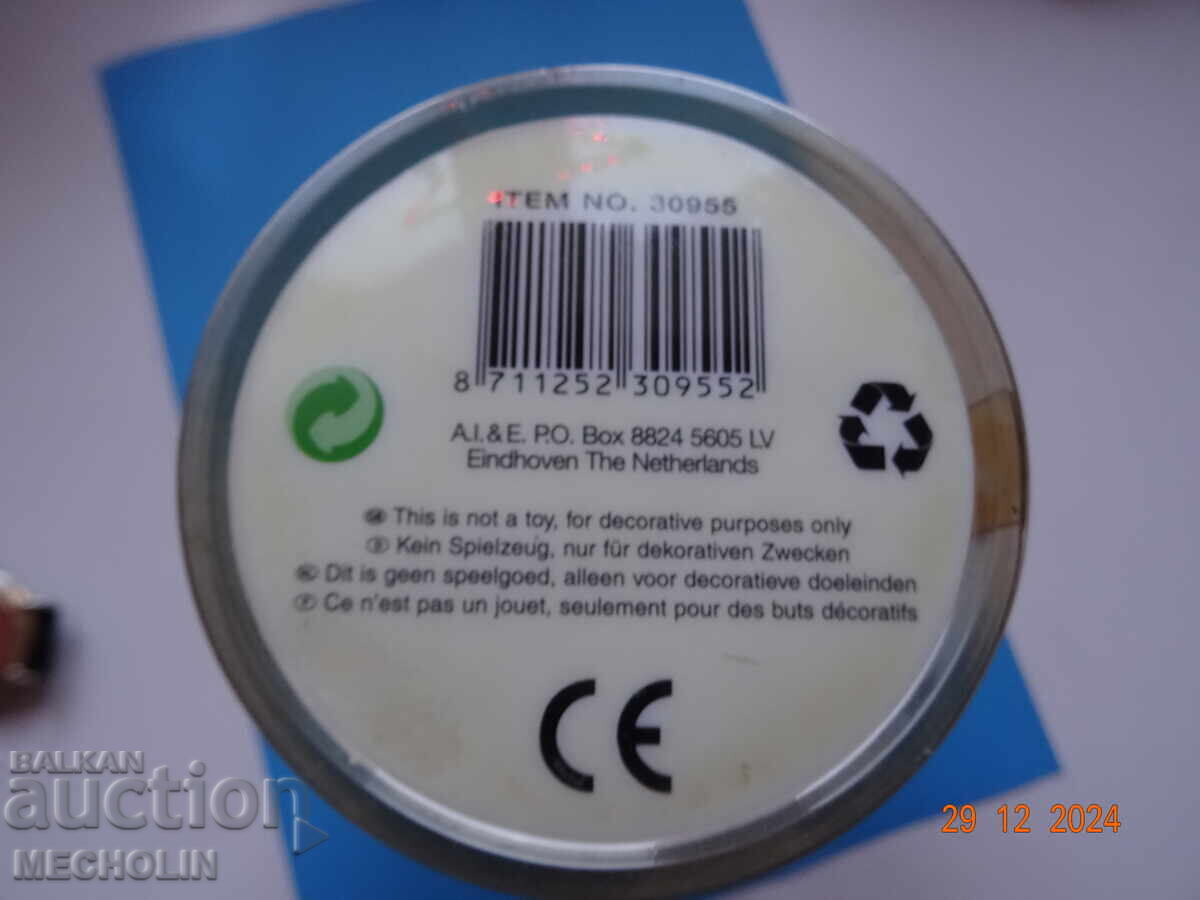 ITEM NO. 30955
8 711252 309552
A.I.& E. P.O. Box 8824 5605 LV
Eindhoven The Netherlands
GB This is not a toy, for decorative purposes only
D Kein Spielzeug, nur für dekorativen Zwecken
NL Dit is geen speelgoed, alleen voor decoratieve doeleinden
F Ce n'est pas un jouet, seulement pour des buts décoratifs
CE
BALKAN
auction
MECHOLIN
29 12 2024